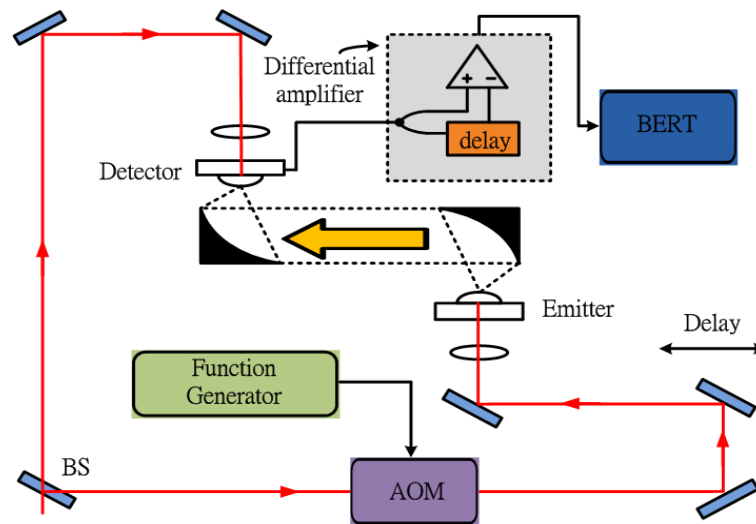 Differential
amplifier
+ −
delay
BERT
Detector
Emitter
Delay
Function
Generator
BS
AOM